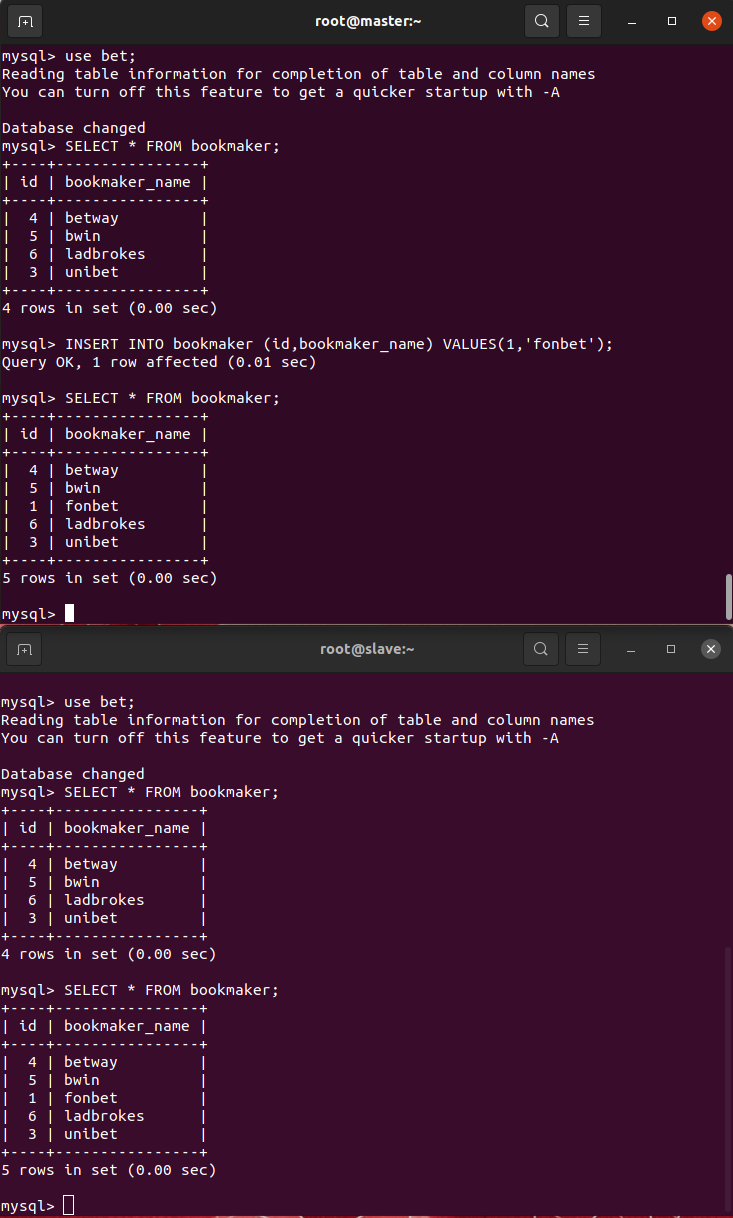 root@master:~
mysql> use bet;
Reading table information for completion of table and column names
You can turn off this feature to get a quicker startup with -A
Database changed
mysql> SELECT * FROM bookmaker;
+----+----------------+
| id | bookmaker_name |
+----+----------------+
|  4 | betway         |
|  5 | bwin           |
|  6 | ladbrokes      |
|  3 | unibet         |
+----+----------------+
4 rows in set (0.00 sec)
mysql> INSERT INTO bookmaker (id,bookmaker_name) VALUES(1,'fonbet');
Query OK, 1 row affected (0.01 sec)
mysql> SELECT * FROM bookmaker;
+----+----------------+
| id | bookmaker_name |
+----+----------------+
|  4 | betway         |
|  5 | bwin           |
|  1 | fonbet         |
|  6 | ladbrokes      |
|  3 | unibet         |
+----+----------------+
5 rows in set (0.00 sec)
mysql>
root@slave:~
mysql> use bet;
Reading table information for completion of table and column names
You can turn off this feature to get a quicker startup with -A
Database changed
mysql> SELECT * FROM bookmaker;
+----+----------------+
| id | bookmaker_name |
+----+----------------+
|  4 | betway         |
|  5 | bwin           |
|  6 | ladbrokes      |
|  3 | unibet         |
+----+----------------+
4 rows in set (0.00 sec)
mysql> SELECT * FROM bookmaker;
+----+----------------+
| id | bookmaker_name |
+----+----------------+
|  4 | betway         |
|  5 | bwin           |
|  1 | fonbet         |
|  6 | ladbrokes      |
|  3 | unibet         |
+----+----------------+
5 rows in set (0.00 sec)
mysql>